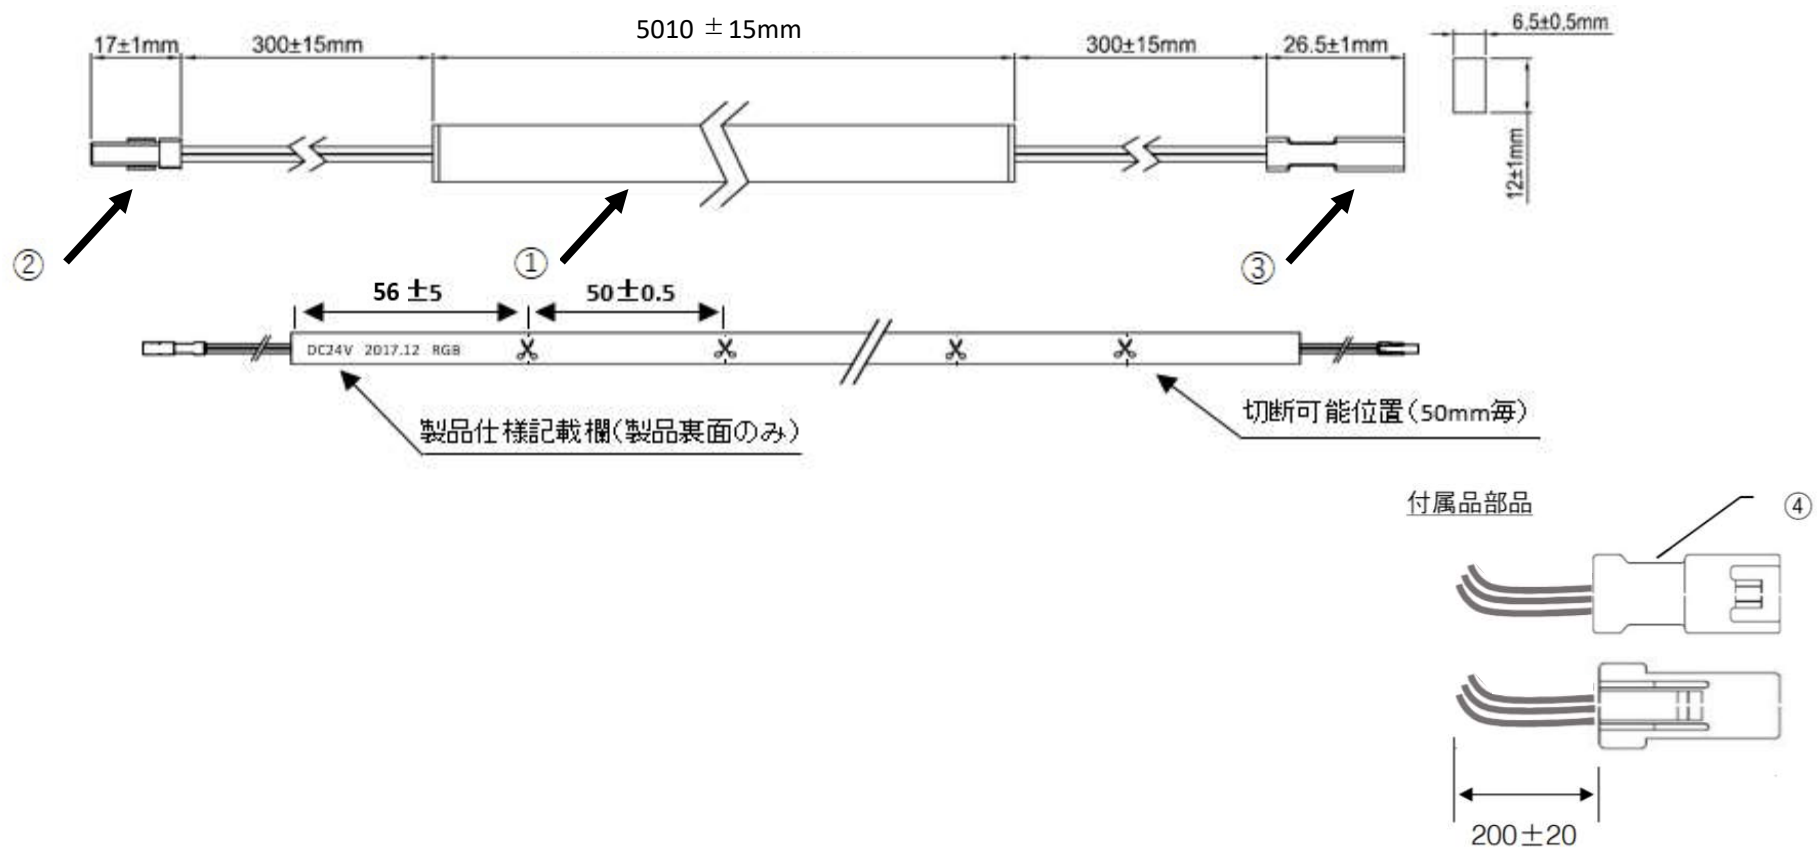 5010 ±15mm
6.5±0.5mm
17±1mm
300±15mm
300±15mm
26.5±1mm
12±1mm
②
①
③
56 ±5
50±0.5
DC24V 2017.12 RGB
製品仕様記載欄(製品裏面のみ)
切断可能位置(50mm毎)
付属品部品
④
200±20